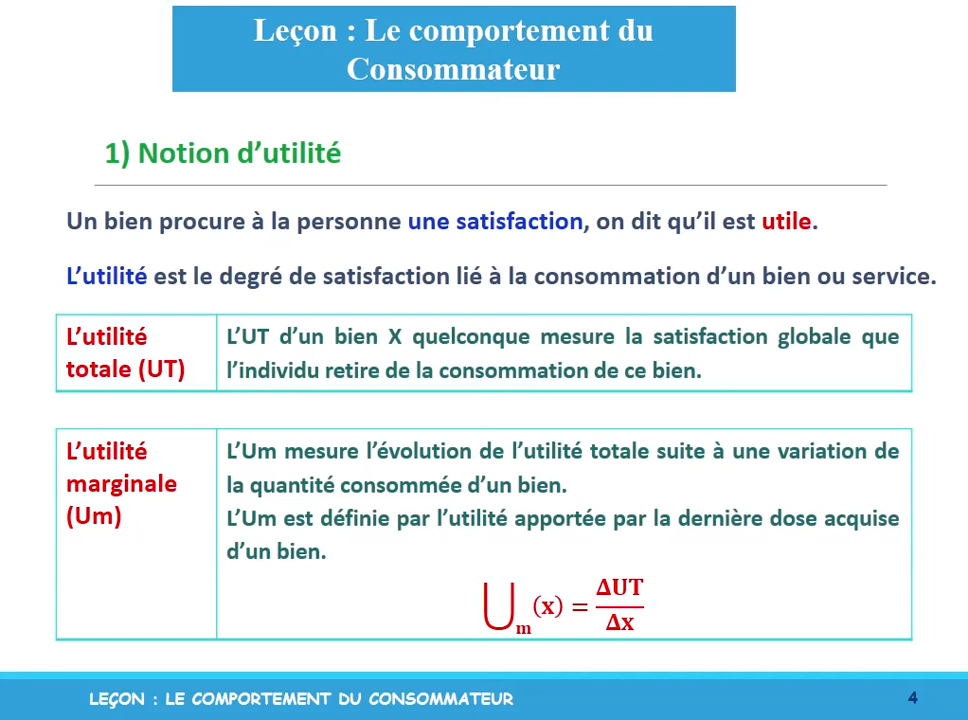 Leçon : Le comportement du
Consommateur
1) Notion d’utilité
Un bien procure à la personne une satisfaction, on dit qu’il est utile.
L’utilité est le degré de satisfaction lié à la consommation d’un bien ou service.
L’utilité
totale (UT)
L’UT d’un bien X quelconque mesure la satisfaction globale que
l’individu retire de la consommation de ce bien.
L’utilité
marginale
(Um)
L’Um mesure l’évolution de l’utilité totale suite à une variation de
la quantité consommée d’un bien.
L’Um est définie par l’utilité apportée par la dernière dose acquise
d’un bien.
⋃m (x) = ΔUT/Δx
LEÇON : LE COMPORTEMENT DU CONSOMMATEUR
4